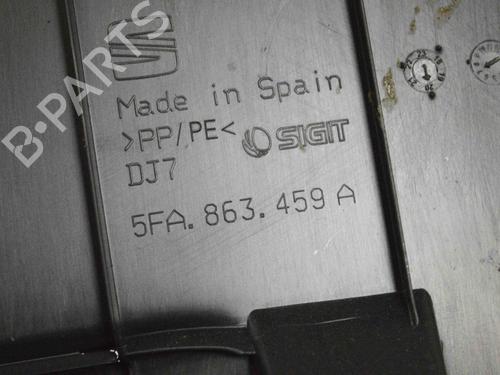 B-PARTS
Made in Spain
>PP/PE< SIGIT
DJ7
5FA. 863. 459 A